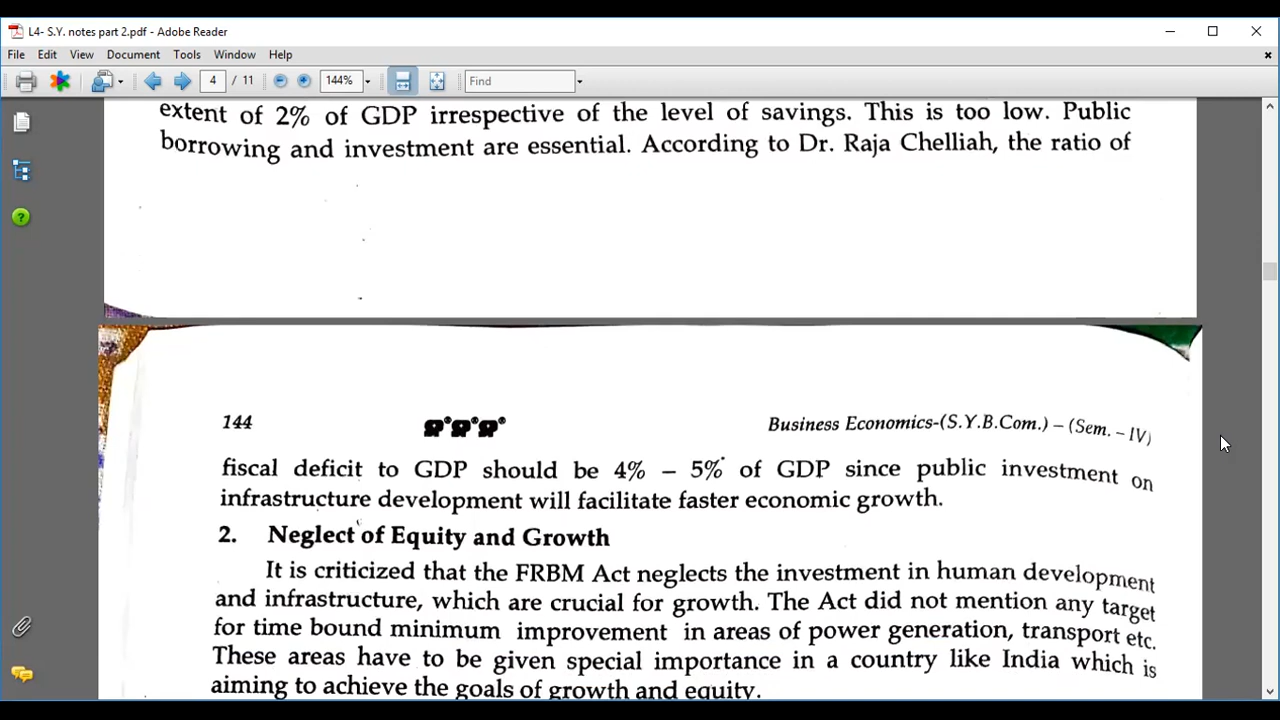 L4- S.Y. notes part 2.pdf - Adobe Reader
File Edit View Document Tools Window Help
4 / 11 144% Find
extent of 2% of GDP irrespective of the level of savings. This is too low. Public
borrowing and investment are essential. According to Dr. Raja Chelliah, the ratio of
144 Business Economics-(S.Y.B.Com.) – (Sem. – IV)
fiscal deficit to GDP should be 4% – 5% of GDP since public investment on
infrastructure development will facilitate faster economic growth.
2. Neglect of Equity and Growth
It is criticized that the FRBM Act neglects the investment in human development
and infrastructure, which are crucial for growth. The Act did not mention any target
for time bound minimum improvement in areas of power generation, transport etc.
These areas have to be given special importance in a country like India which is
aiming to achieve the goals of growth and equity.